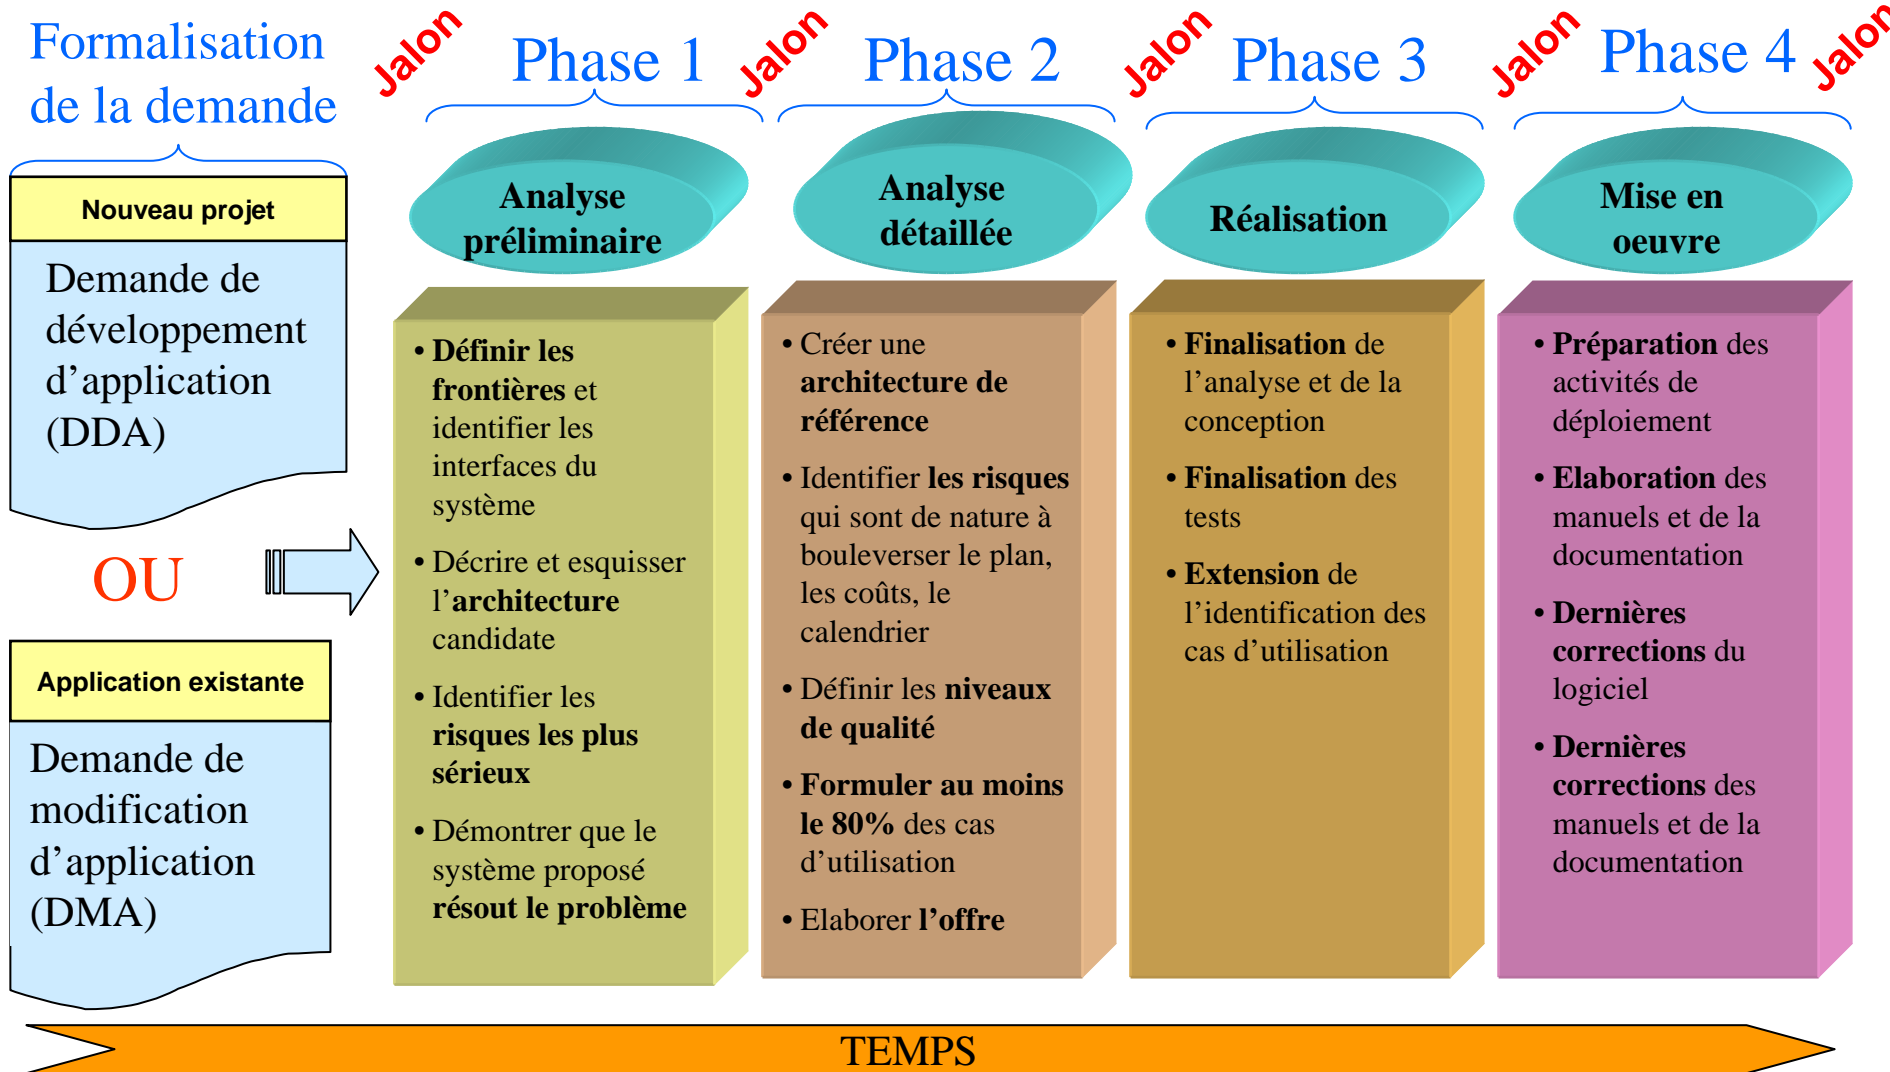 Formalisation
de la demande
Nouveau projet
Demande de
développement
d’application
(DDA)
OU
Application existante
Demande de
modification
d’application
(DMA)
Jalon
Phase 1
Analyse
préliminaire
• Définir les
frontières et
identifier les
interfaces du
système
• Décrire et esquisser
l’architecture
candidate
• Identifier les
risques les plus
sérieux
• Démontrer que le
système proposé
résout le problème
Jalon
Phase 2
Analyse
détaillée
• Créer une
architecture de
référence
• Identifier les risques
qui sont de nature à
bouleverser le plan,
les coûts, le
calendrier
• Définir les niveaux
de qualité
• Formuler au moins
le 80% des cas
d’utilisation
• Elaborer l’offre
Jalon
Phase 3
Réalisation
• Finalisation de
l’analyse et de la
conception
• Finalisation des
tests
• Extension de
l’identification des
cas d’utilisation
Jalon
Phase 4
Mise en
oeuvre
• Préparation des
activités de
déploiement
• Elaboration des
manuels et de la
documentation
• Dernières
corrections du
logiciel
• Dernières
corrections des
manuels et de la
documentation
Jalon
TEMPS